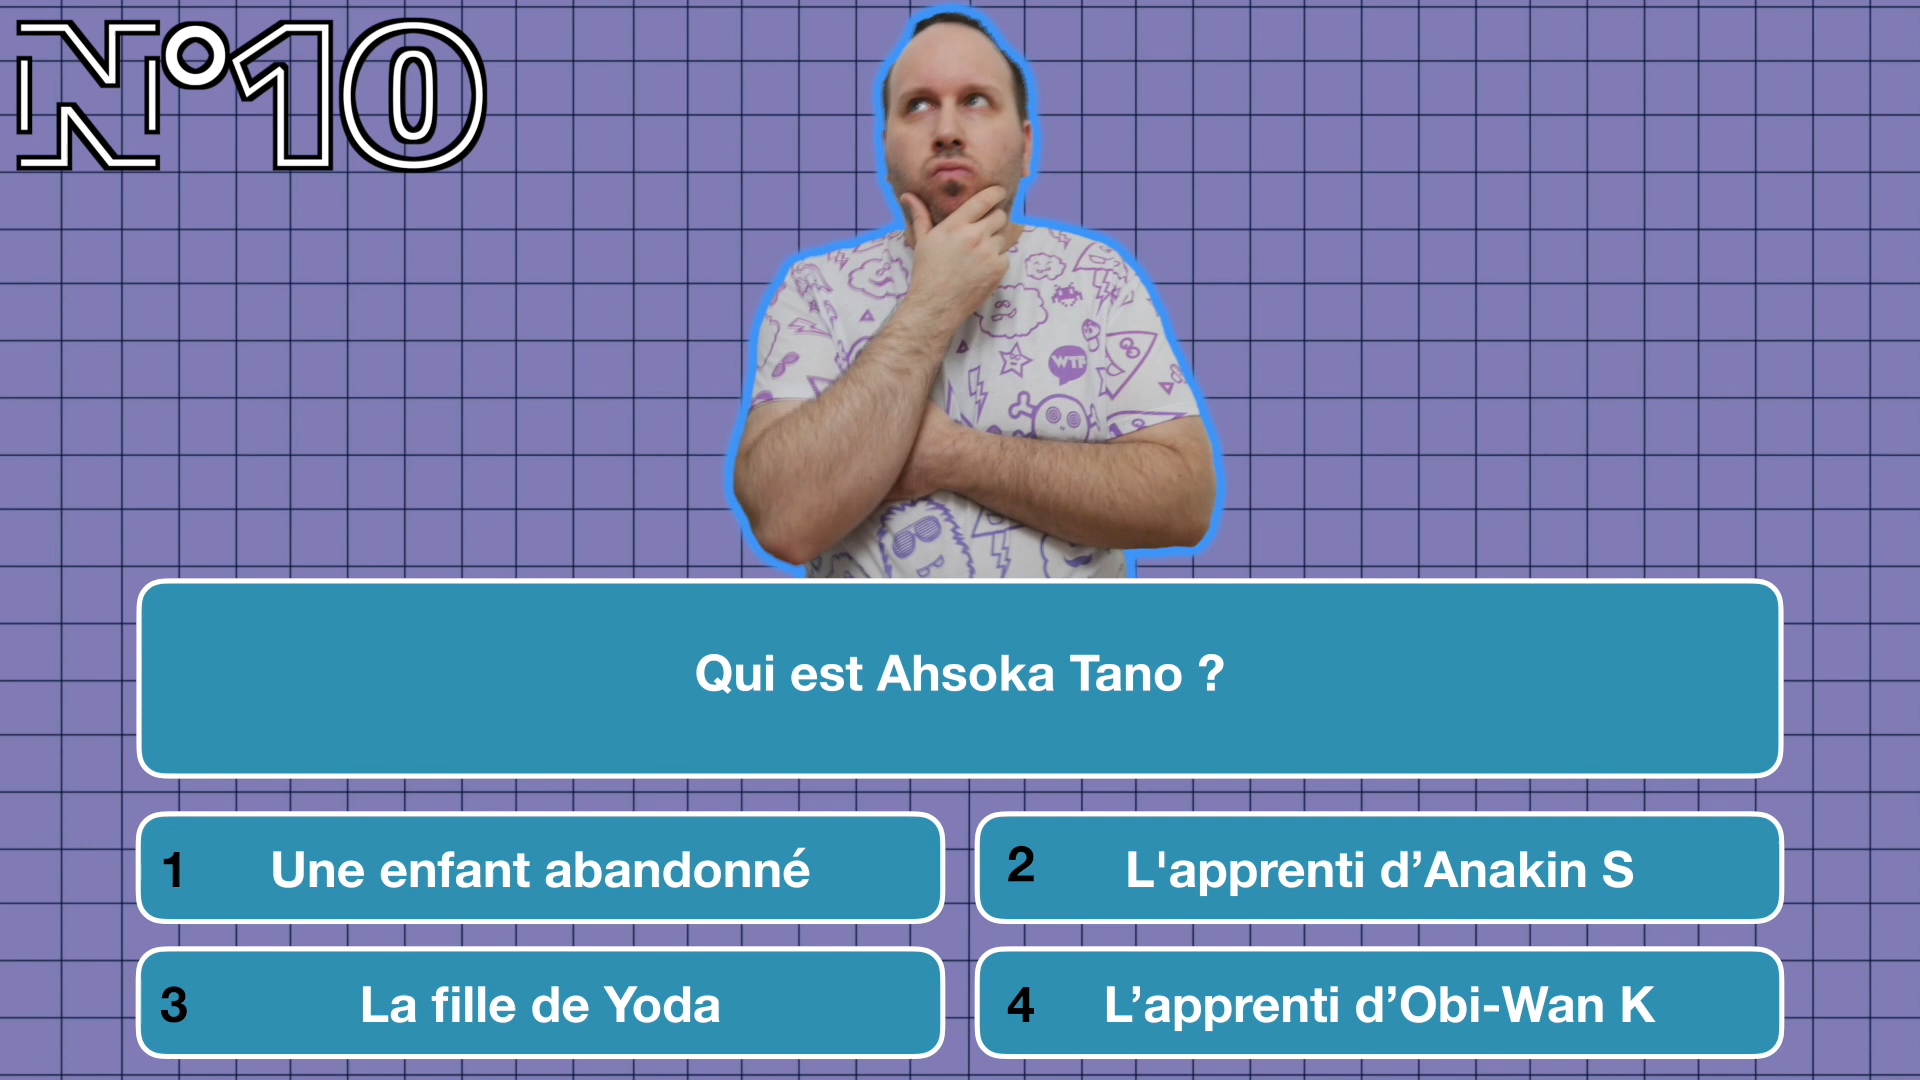 N°10
WTF
Qui est Ahsoka Tano ?
1 Une enfant abandonné
2 L'apprenti d’Anakin S
3 La fille de Yoda
4 L’apprenti d’Obi-Wan K